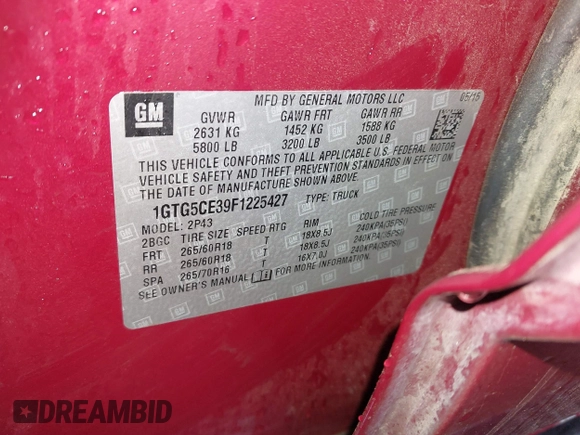 GM
MFD BY GENERAL MOTORS LLC 05/15
GVWR GAWR FRT GAWR RR
2631 KG 1452 KG 1588 KG
5800 LB 3200 LB 3500 LB
THIS VEHICLE CONFORMS TO ALL APPLICABLE U.S. FEDERAL MOTOR
VEHICLE SAFETY AND THEFT PREVENTION STANDARDS IN EFFECT ON
THE DATE OF MANUFACTURE SHOWN ABOVE.
1GTG5CE39F1225427 TYPE: TRUCK
MODEL: 2P43
2BGC TIRE SIZE SPEED RTG RIM COLD TIRE PRESSURE
FRT 265/60R18 T 18X8.5J 240KPA(35PSI)
RR 265/60R18 T 18X8.5J 240KPA(35PSI)
SPA 265/70R16 T 16X7.0J 240KPA(35PSI)
SEE OWNER'S MANUAL FOR MORE INFORMATION
DREAMBID